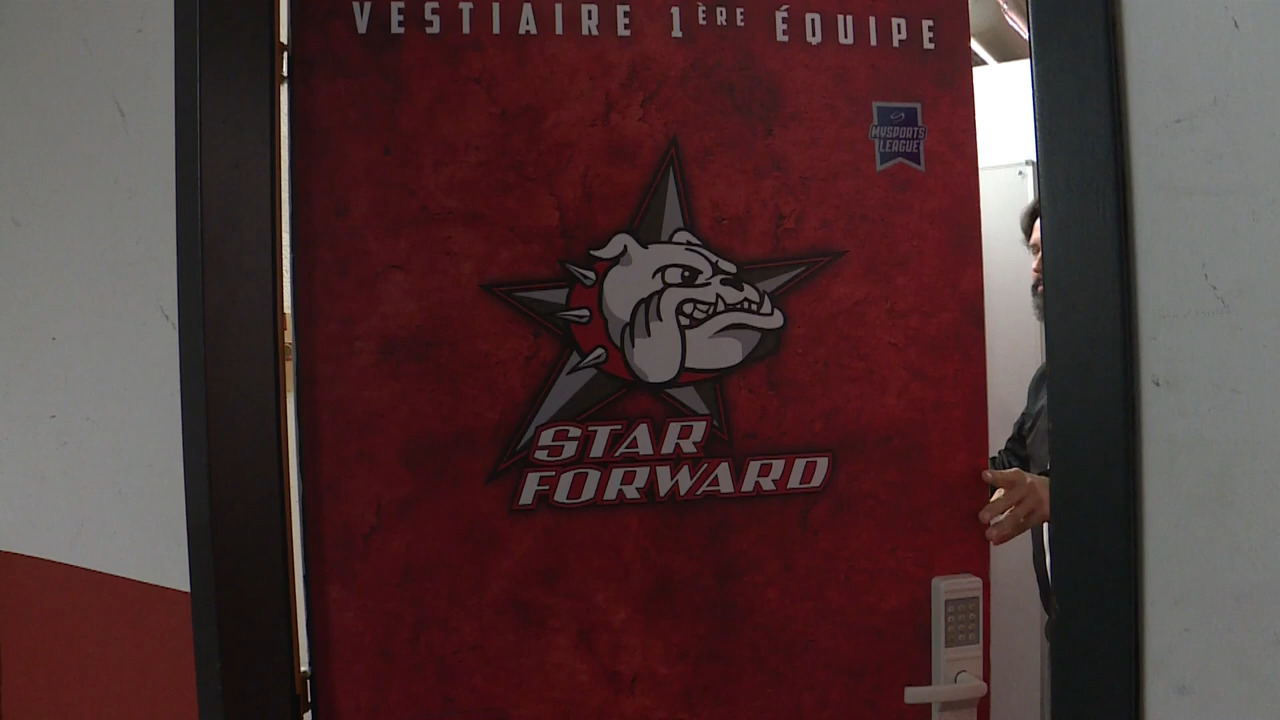 VESTIAIRE 1ÈRE ÉQUIPE
MYSPORTS
LEAGUE
STAR
FORWARD